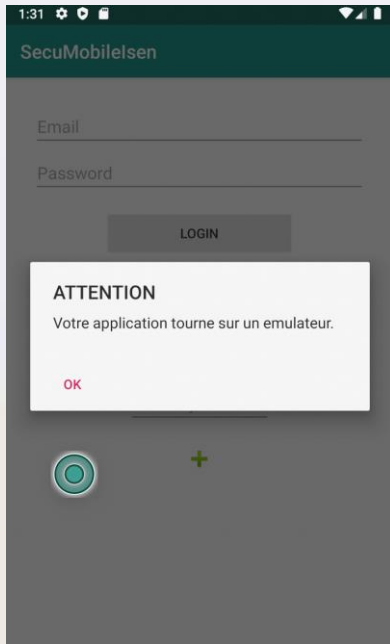 1:31
SecuMobileIsen
Email
Password
LOGIN
ATTENTION
Votre application tourne sur un emulateur.
OK